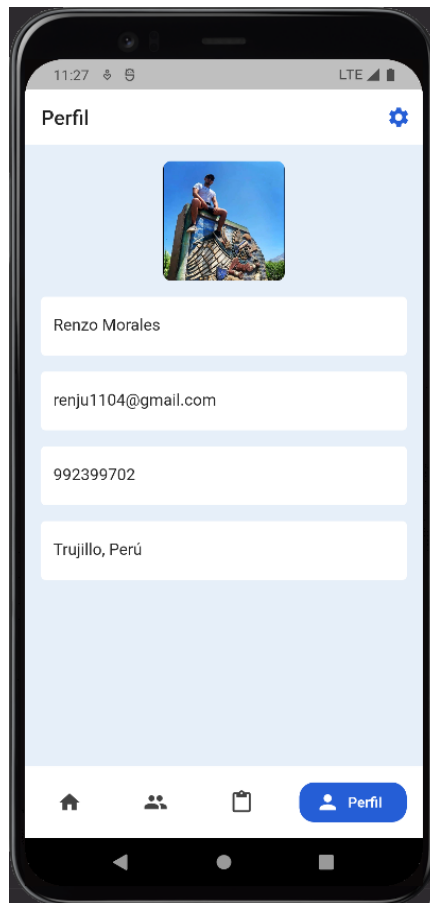 11:27
LTE
Perfil
Renzo Morales
renju1104@gmail.com
992399702
Trujillo, Perú
Perfil